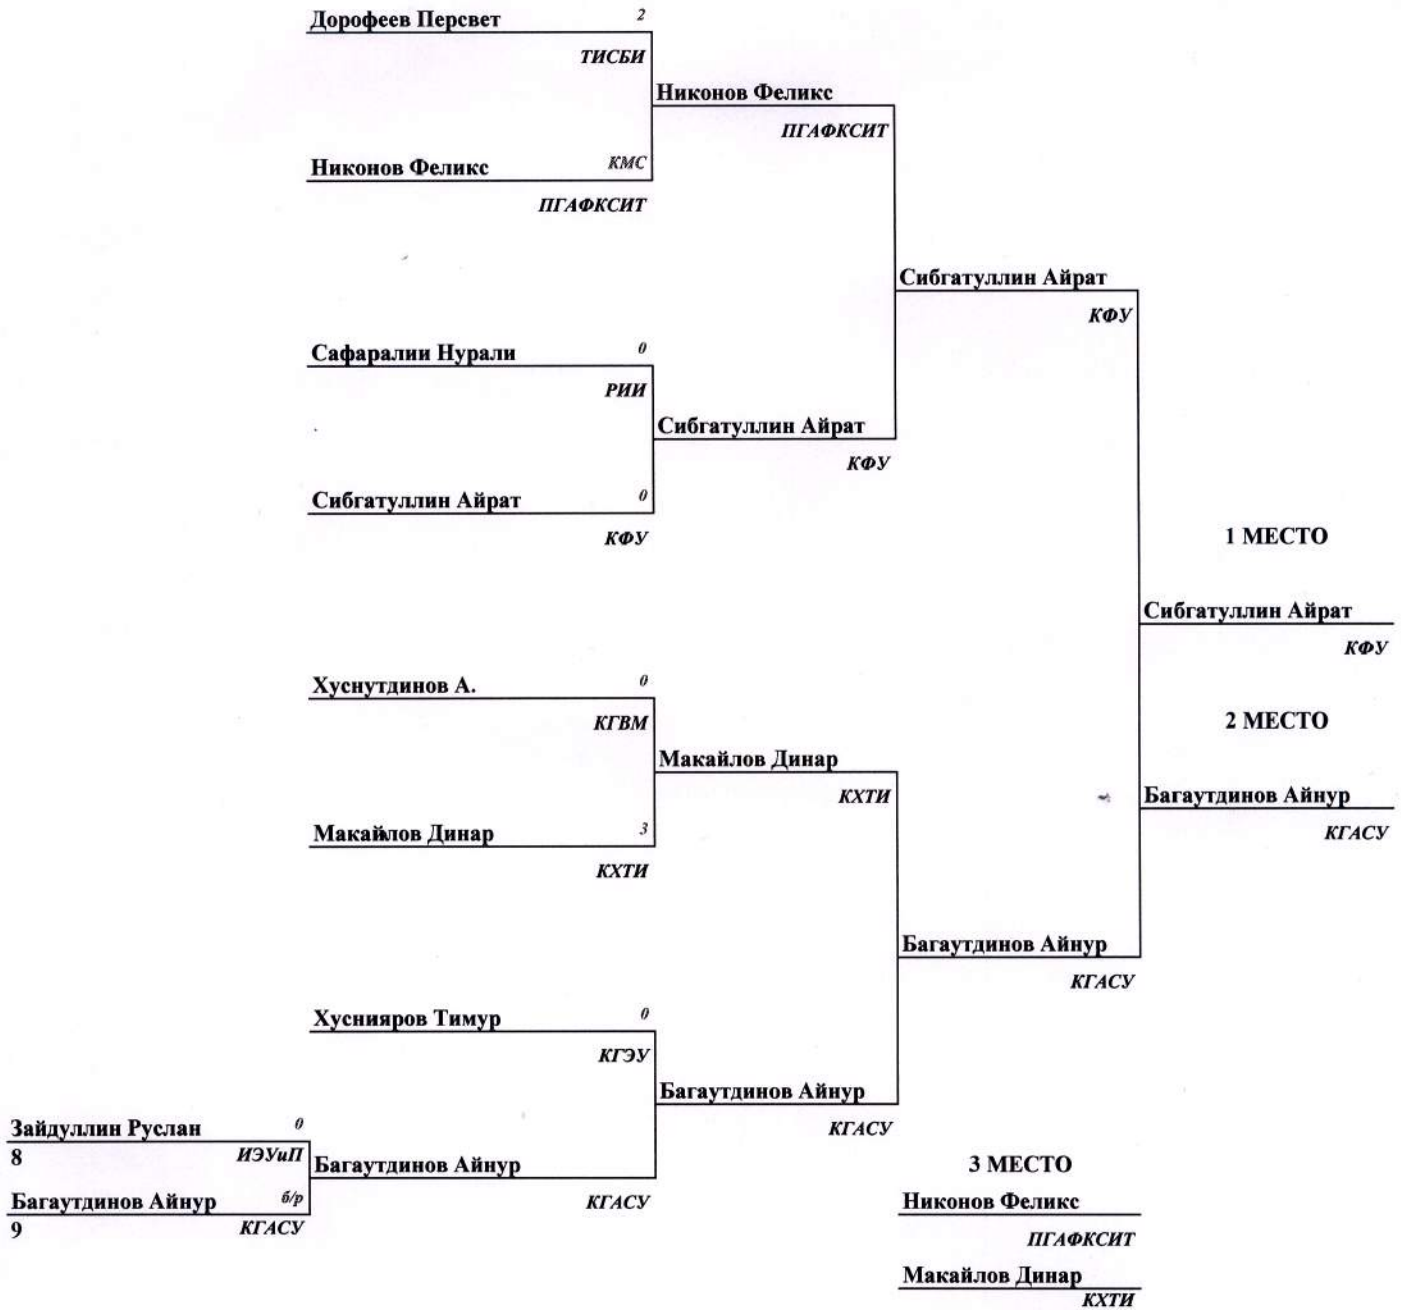 Дорофеев Персвет 2
ТИСБИ
Никонов Феликс
ПГАФКСИТ
Никонов Феликс КМС
ПГАФКСИТ
Сибгатуллин Айрат
КФУ
Сафаралии Нурали 0
РИИ
Сибгатуллин Айрат
КФУ
Сибгатуллин Айрат 0
КФУ
1 МЕСТО
Сибгатуллин Айрат
КФУ
Хуснутдинов А. 0
КГВМ
2 МЕСТО
Макайлов Динар
КХТИ
Багаутдинов Айнур
КГАСУ
Макайлов Динар 3
КХТИ
Багаутдинов Айнур
КГАСУ
Хуснияров Тимур 0
КГЭУ
Багаутдинов Айнур
КГАСУ
Зайдуллин Руслан 0
8 ИЭУиП
Багаутдинов Айнур
КГАСУ
Багаутдинов Айнур б/р
9 КГАСУ
3 МЕСТО
Никонов Феликс
ПГАФКСИТ
Макайлов Динар
КХТИ